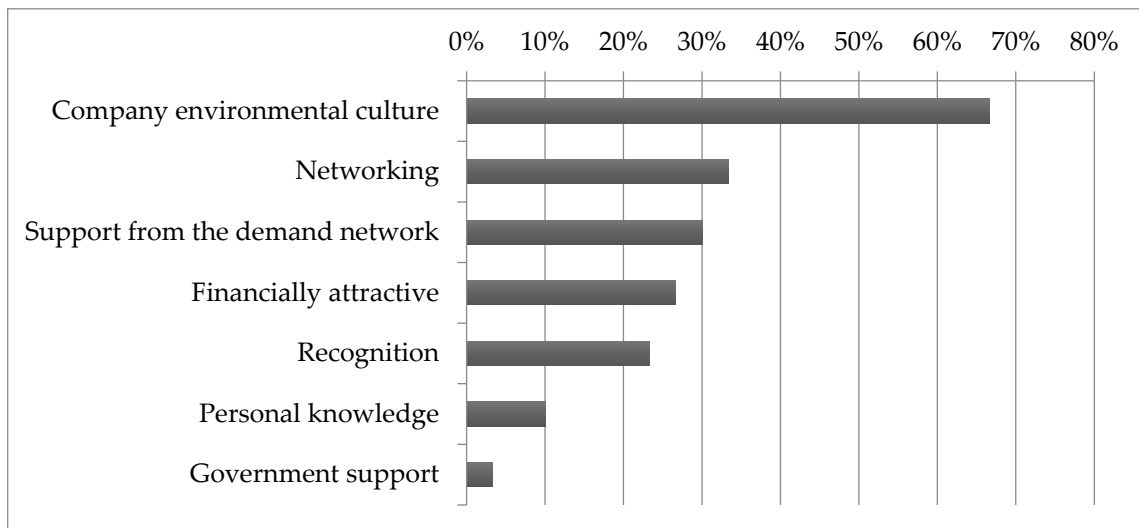 0% 10% 20% 30% 40% 50% 60% 70% 80%
Company environmental culture
Networking
Support from the demand network
Financially attractive
Recognition
Personal knowledge
Government support